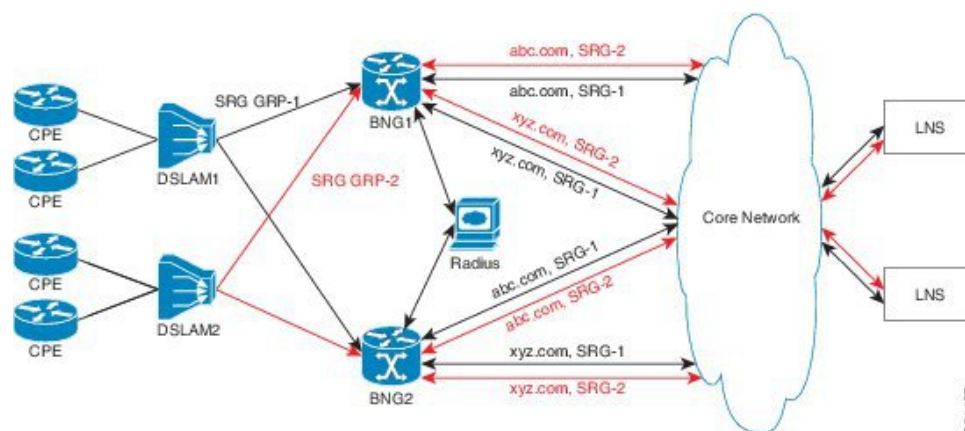 abc.com, SRG-2
SRG GRP-1
abc.com, SRG-1
CPE
BNG1
xyz.com, SRG-2
LNS
CPE
DSLAM1
xyz.com, SRG-1
SRG GRP-2
Core Network
Radius
abc.com, SRG-1
CPE
abc.com, SRG-2
LNS
CPE
DSLAM2
xyz.com, SRG-1
BNG2
xyz.com, SRG-2